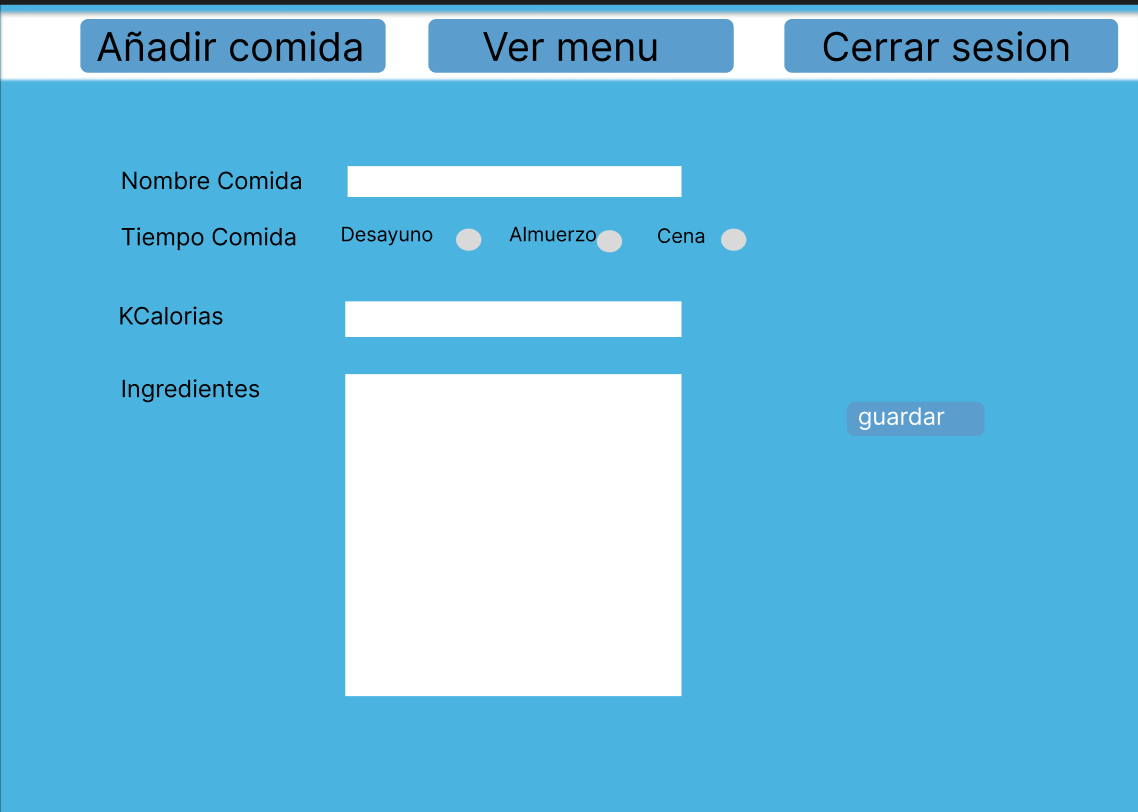 Añadir comida Ver menu Cerrar sesion
Nombre Comida
Tiempo Comida Desayuno Almuerzo Cena
KCalorias
Ingredientes
guardar